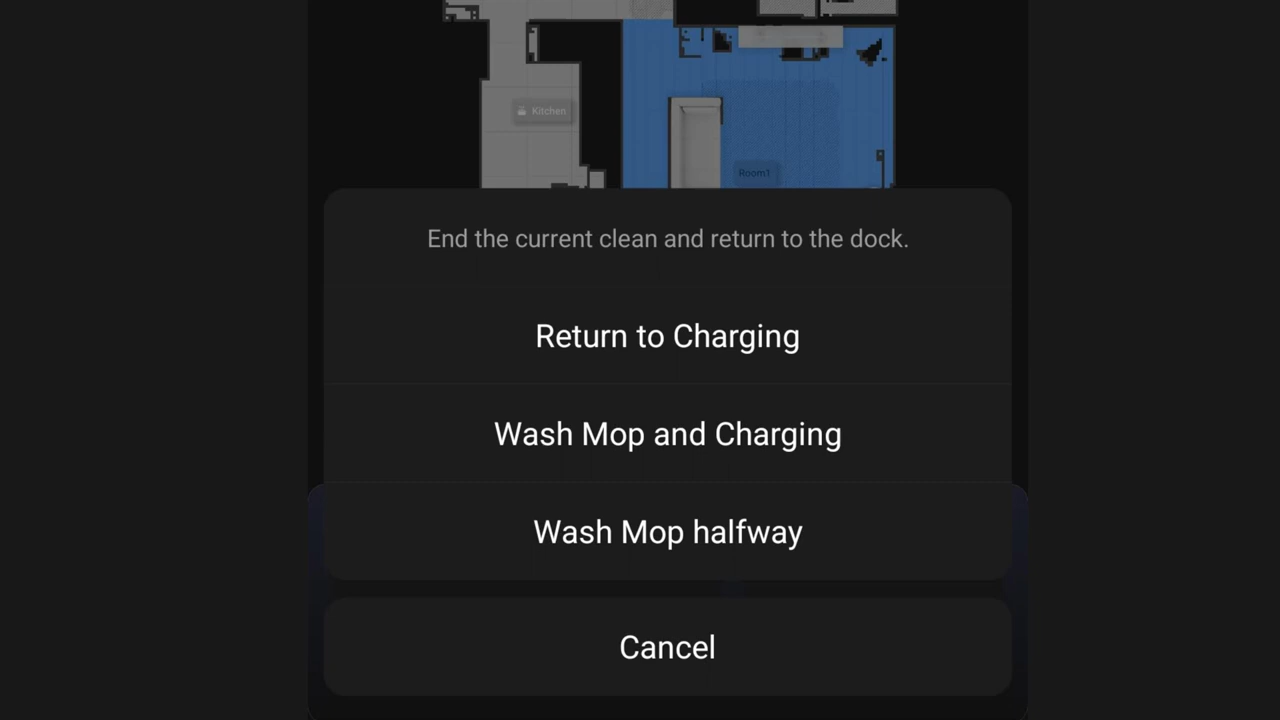 Kitchen
Room1
End the current clean and return to the dock.
Return to Charging
Wash Mop and Charging
Wash Mop halfway
Cancel